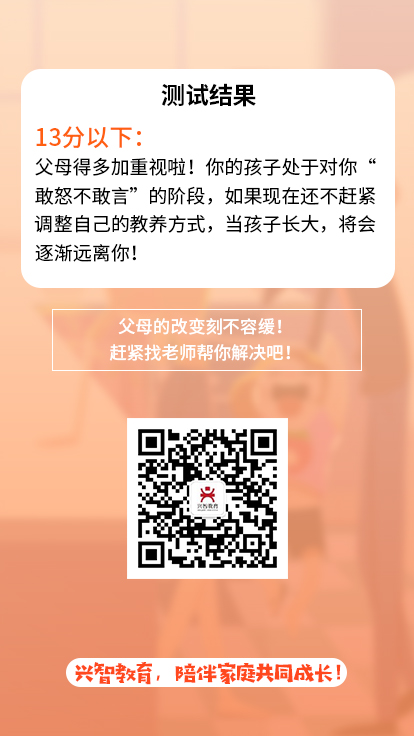 测试结果
13分以下：
父母得多加重视啦！你的孩子处于对你“
敢怒不敢言”的阶段，如果现在还不赶紧
调整自己的教养方式，当孩子长大，将会
逐渐远离你！
父母的改变刻不容缓！
赶紧找老师帮你解决吧！
兴智教育
兴智教育，陪伴家庭共同成长！